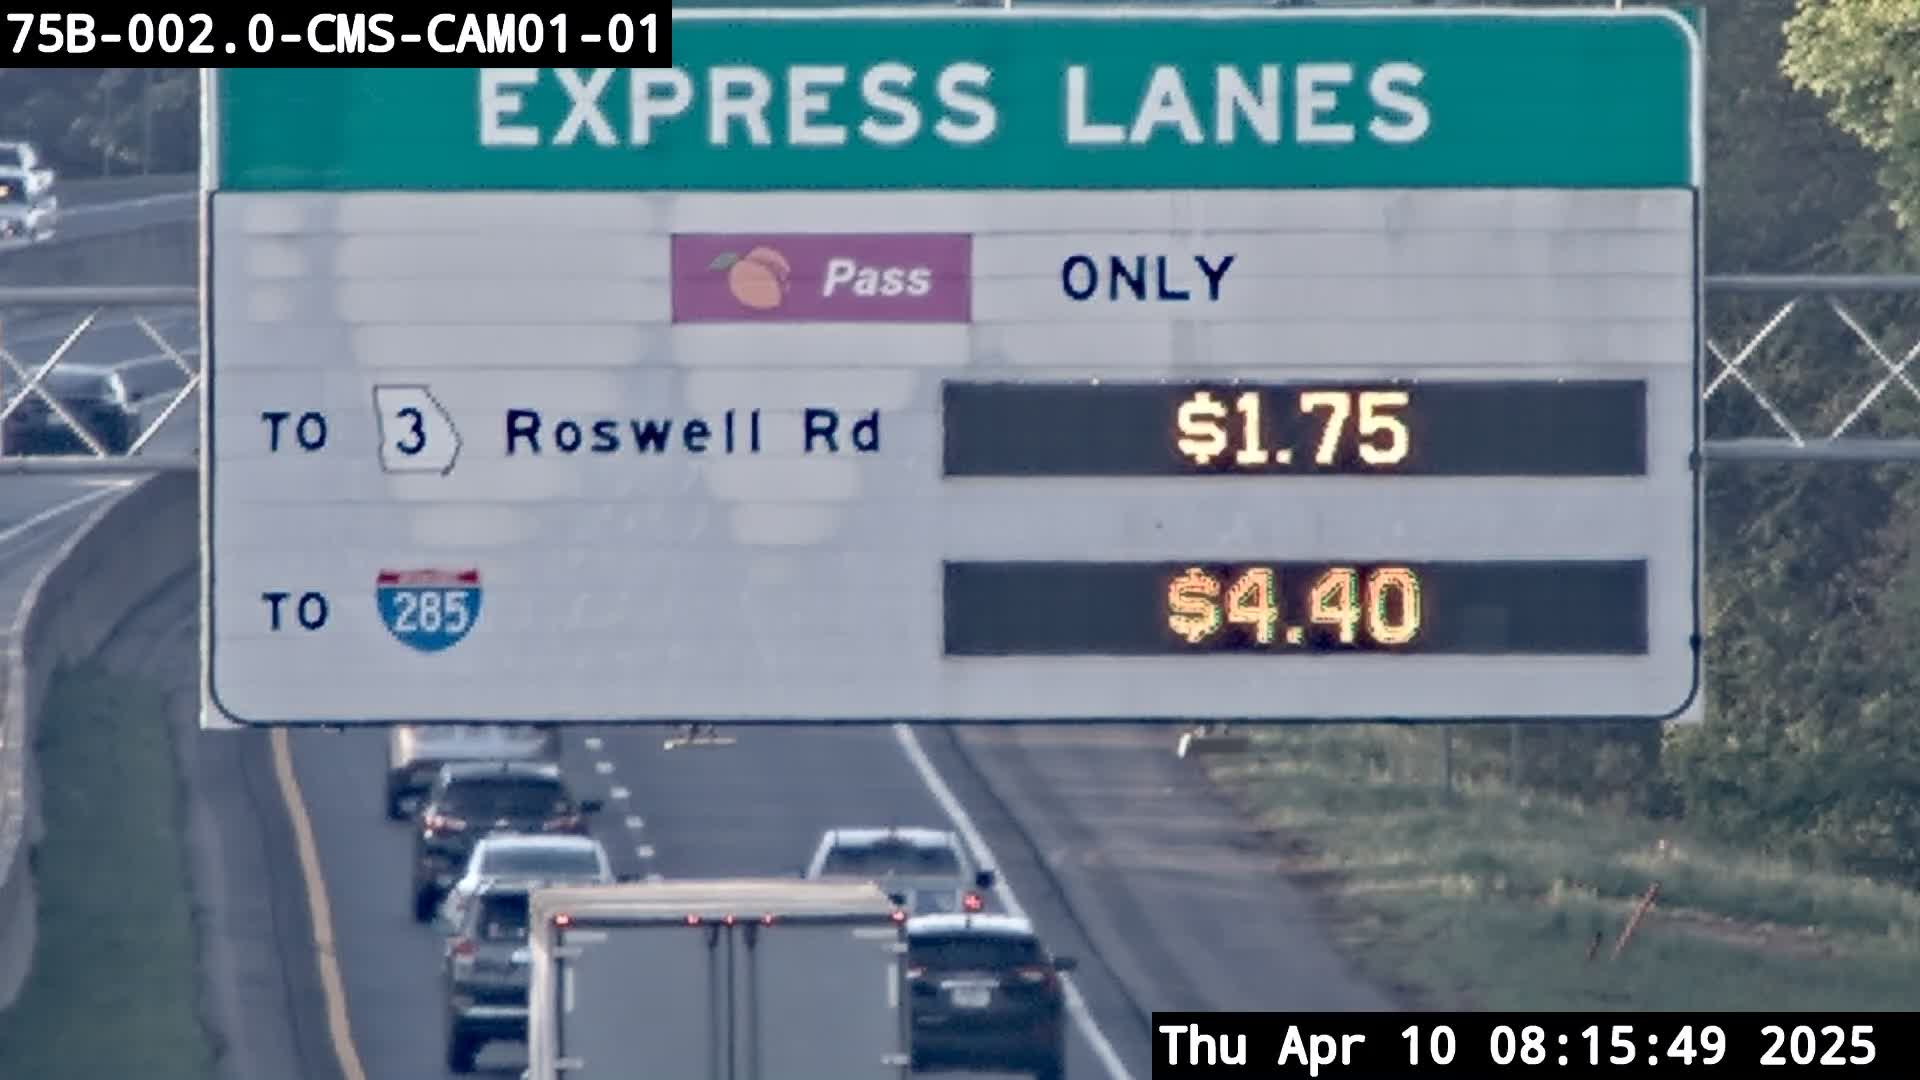 75B-002.0-CMS-CAM01-01
EXPRESS LANES
Pass ONLY
TO 3 Roswell Rd $1.75
TO 285 $4.40
Thu Apr 10 08:15:49 2025